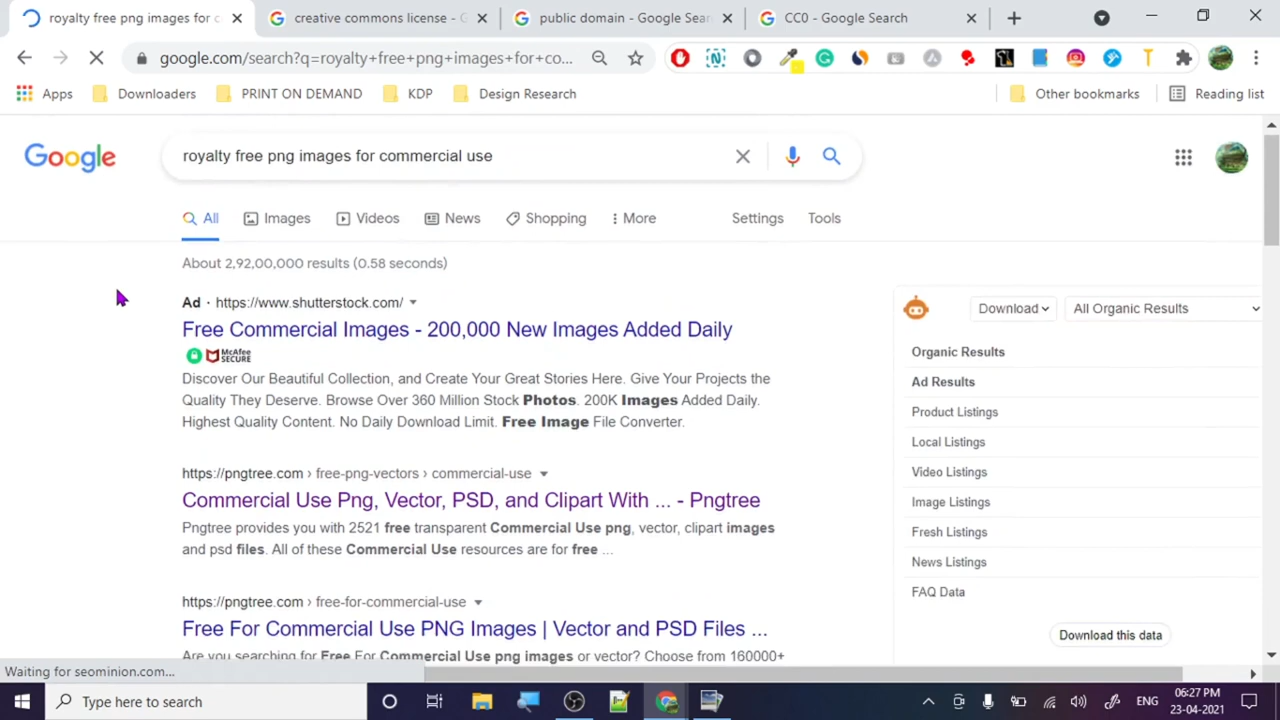 royalty free png images for c
creative commons license - G
public domain - Google Sear
CC0 - Google Search
google.com/search?q=royalty+free+png+images+for+co...
Apps
Downloaders
PRINT ON DEMAND
KDP
Design Research
Other bookmarks
Reading list
Google
royalty free png images for commercial use
All
Images
Videos
News
Shopping
More
Settings
Tools
About 2,92,00,000 results (0.58 seconds)
Ad · https://www.shutterstock.com/
Free Commercial Images - 200,000 New Images Added Daily
McAfee
SECURE
Discover Our Beautiful Collection, and Create Your Great Stories Here. Give Your Projects the
Quality They Deserve. Browse Over 360 Million Stock Photos. 200K Images Added Daily.
Highest Quality Content. No Daily Download Limit. Free Image File Converter.
https://pngtree.com › free-png-vectors › commercial-use
Commercial Use Png, Vector, PSD, and Clipart With ... - Pngtree
Pngtree provides you with 2521 free transparent Commercial Use png, vector, clipart images
and psd files. All of these Commercial Use resources are for free ...
https://pngtree.com › free-for-commercial-use
Free For Commercial Use PNG Images | Vector and PSD Files ...
Are you searching for Free For Commercial Use png images or vector? Choose from 160000+
Download
All Organic Results
Organic Results
Ad Results
Product Listings
Local Listings
Video Listings
Image Listings
Fresh Listings
News Listings
FAQ Data
Download this data
Waiting for seominion.com...
Type here to search
ENG
06:27 PM
23-04-2021